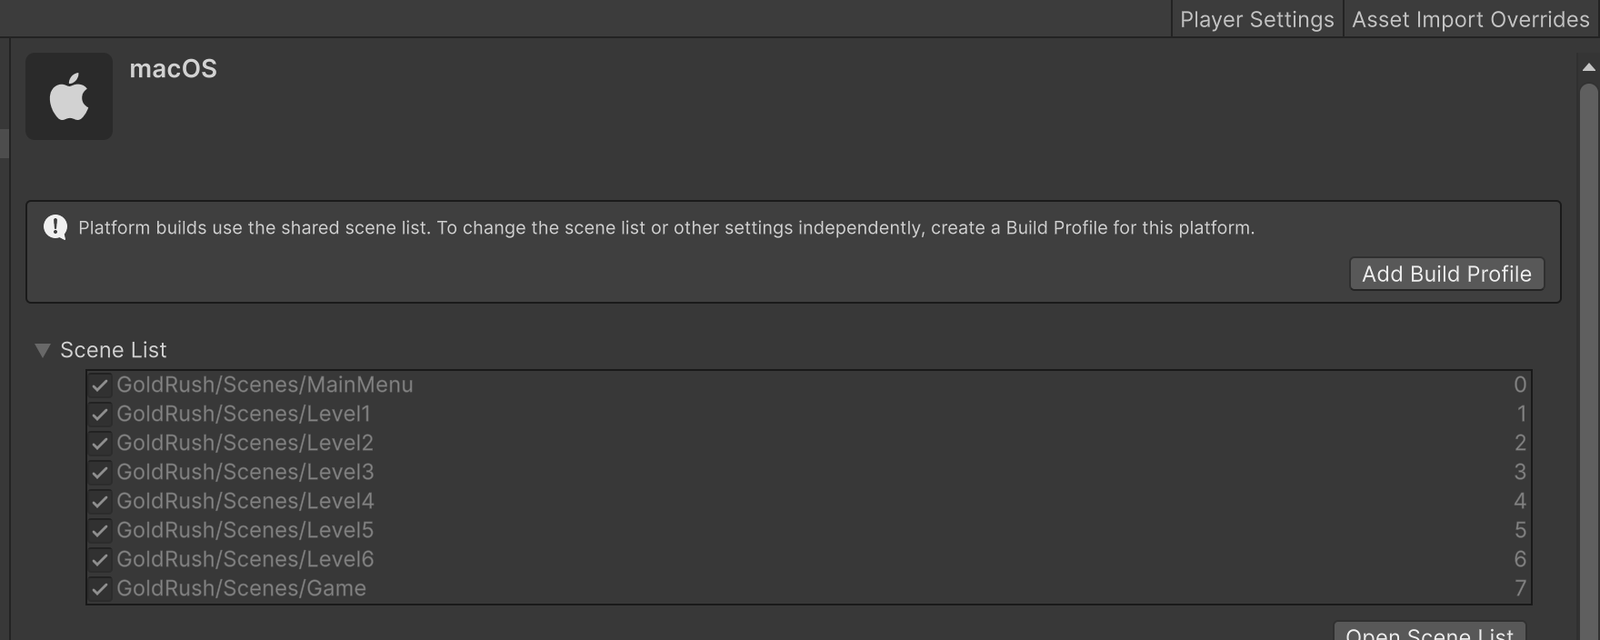 Player Settings
Asset Import Overrides
macOS
Platform builds use the shared scene list. To change the scene list or other settings independently, create a Build Profile for this platform.
Add Build Profile
Scene List
GoldRush/Scenes/MainMenu 0
GoldRush/Scenes/Level1 1
GoldRush/Scenes/Level2 2
GoldRush/Scenes/Level3 3
GoldRush/Scenes/Level4 4
GoldRush/Scenes/Level5 5
GoldRush/Scenes/Level6 6
GoldRush/Scenes/Game 7
Open Scene List